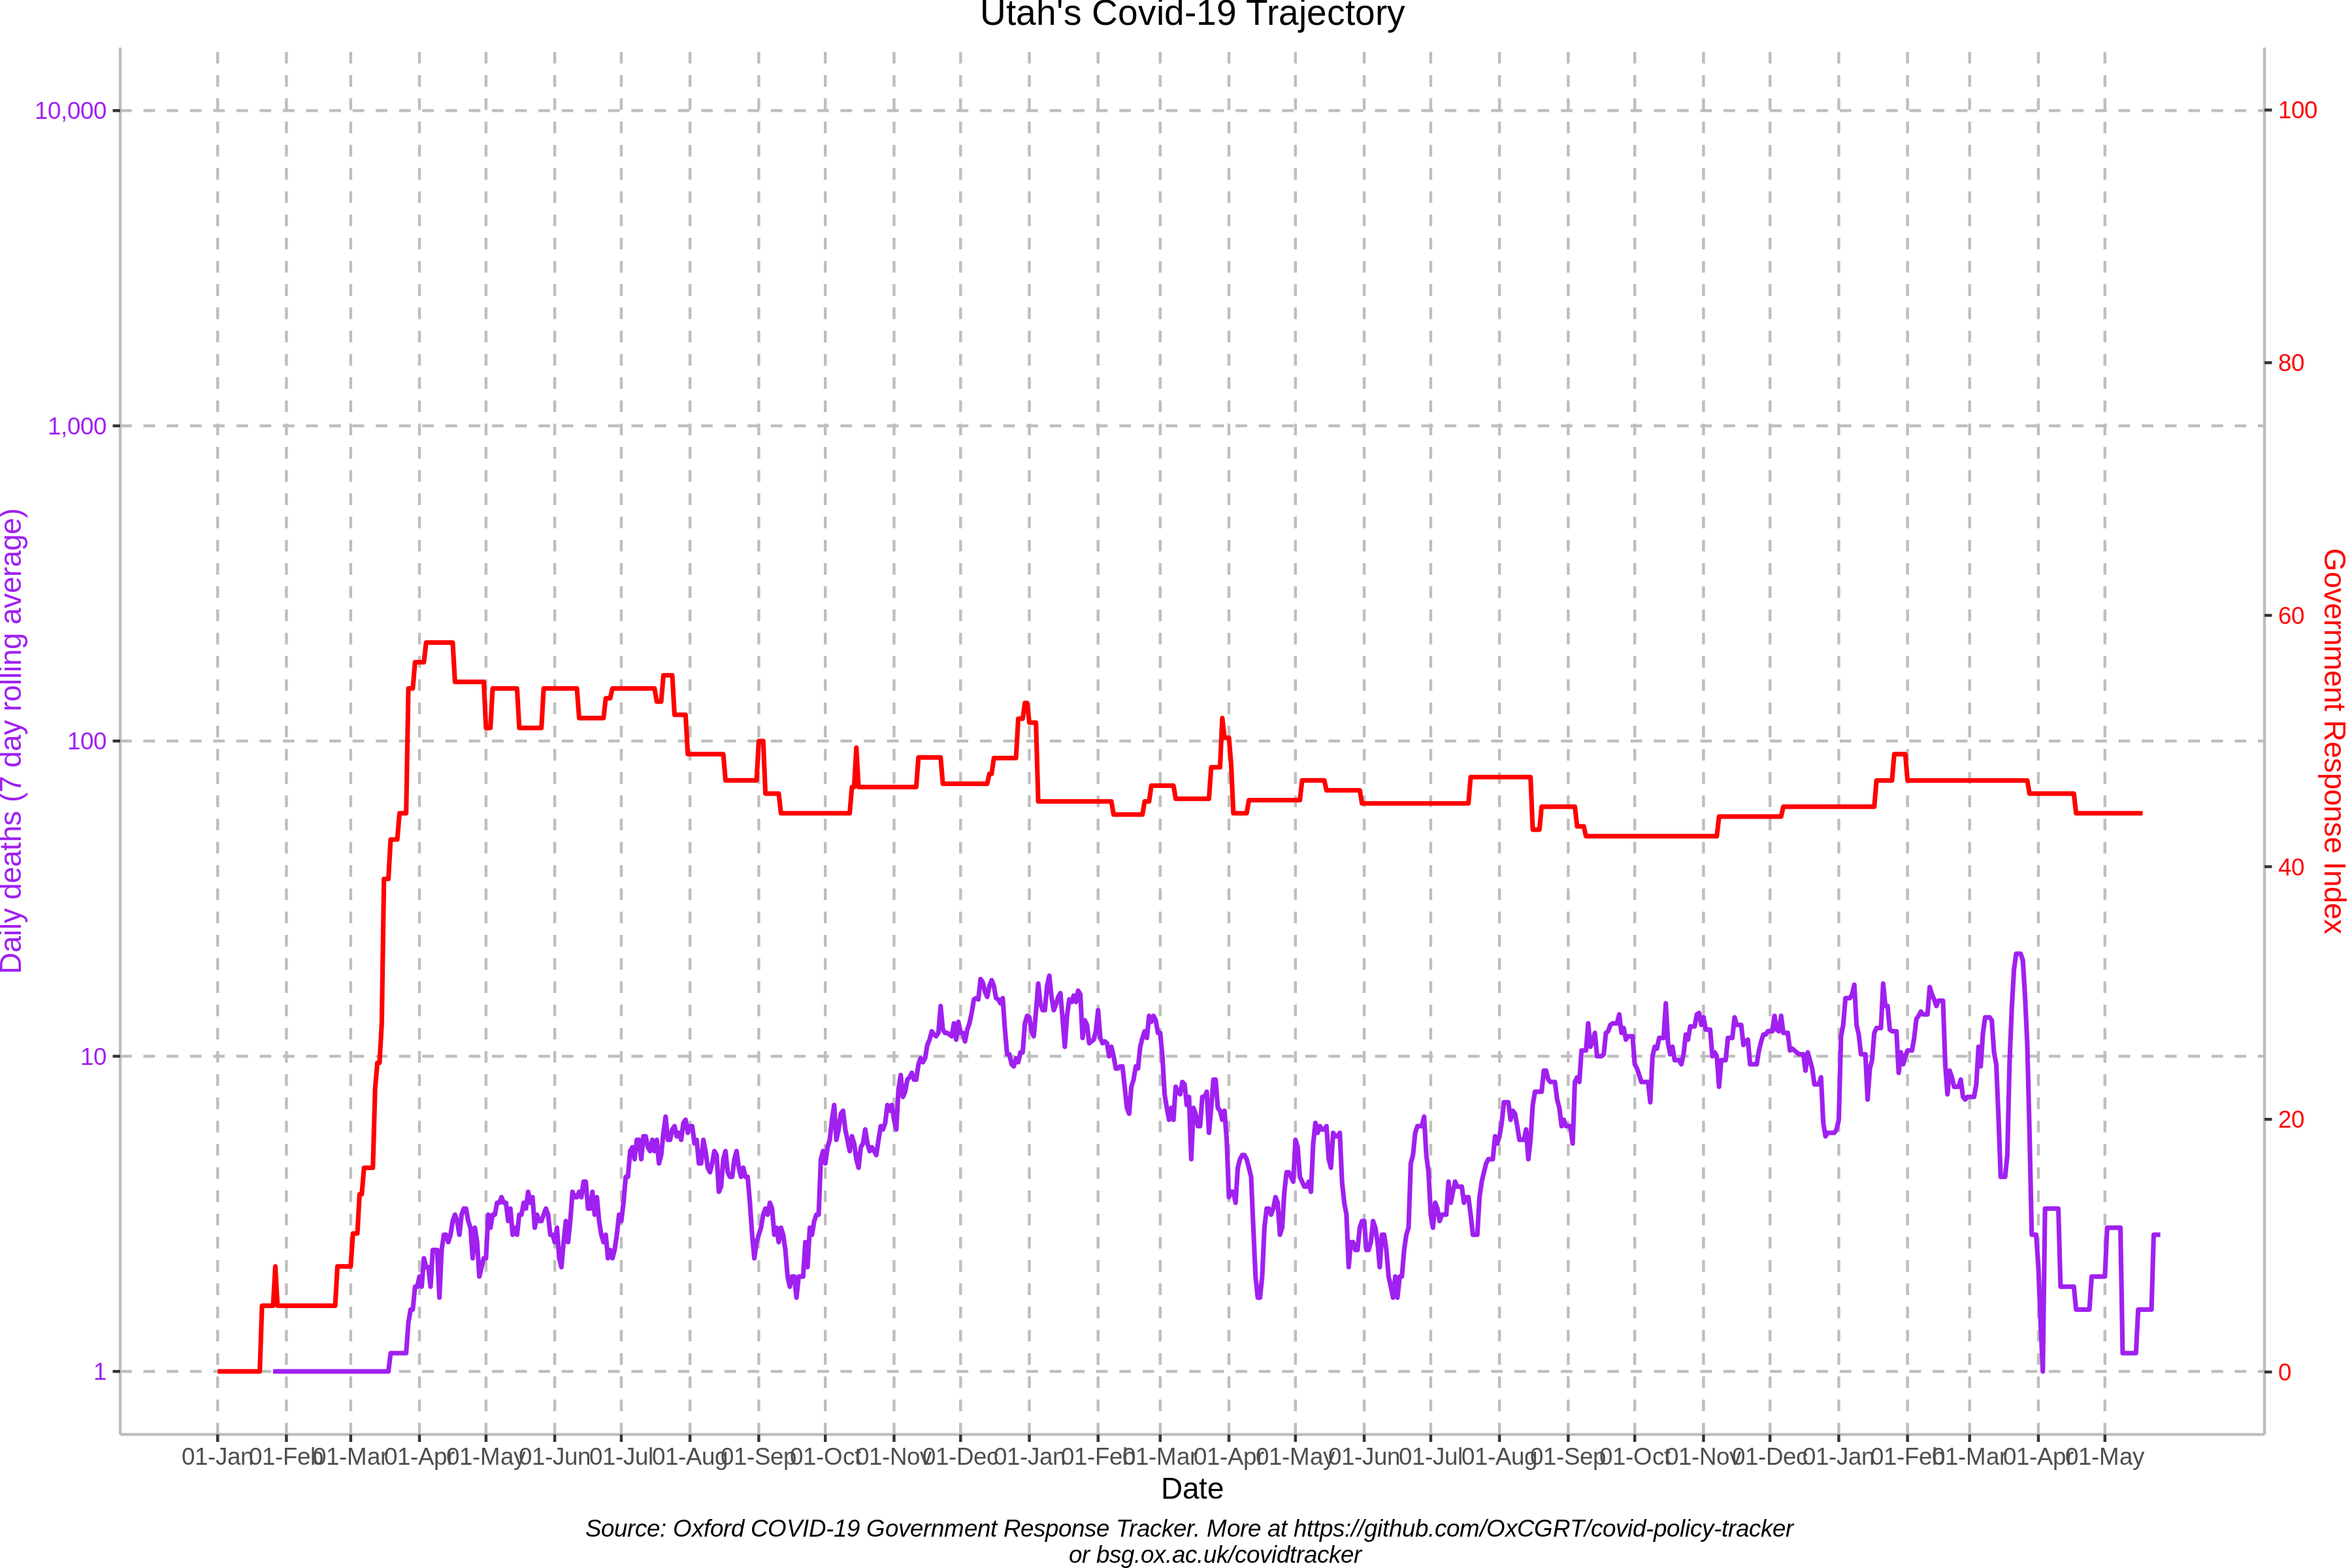 Utah's Covid-19 Trajectory
Daily deaths (7 day rolling average)
10,000
1,000
100
10
1
Government Response Index
100
80
60
40
20
0
01-Jan 01-Feb 01-Mar 01-Apr 01-May 01-Jun 01-Jul 01-Aug 01-Sep 01-Oct 01-Nov 01-Dec 01-Jan 01-Feb 01-Mar 01-Apr 01-May 01-Jun 01-Jul 01-Aug 01-Sep 01-Oct 01-Nov 01-Dec 01-Jan 01-Feb 01-Mar 01-Apr 01-May
Date
Source: Oxford COVID-19 Government Response Tracker. More at https://github.com/OxCGRT/covid-policy-tracker
or bsg.ox.ac.uk/covidtracker